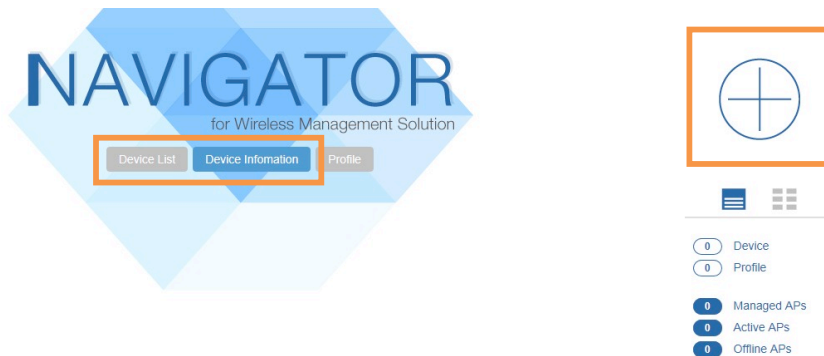 NAVIGATOR
for Wireless Management Solution
Device List Device Infomation Profile
0 Device
0 Profile
0 Managed APs
0 Active APs
0 Offline APs